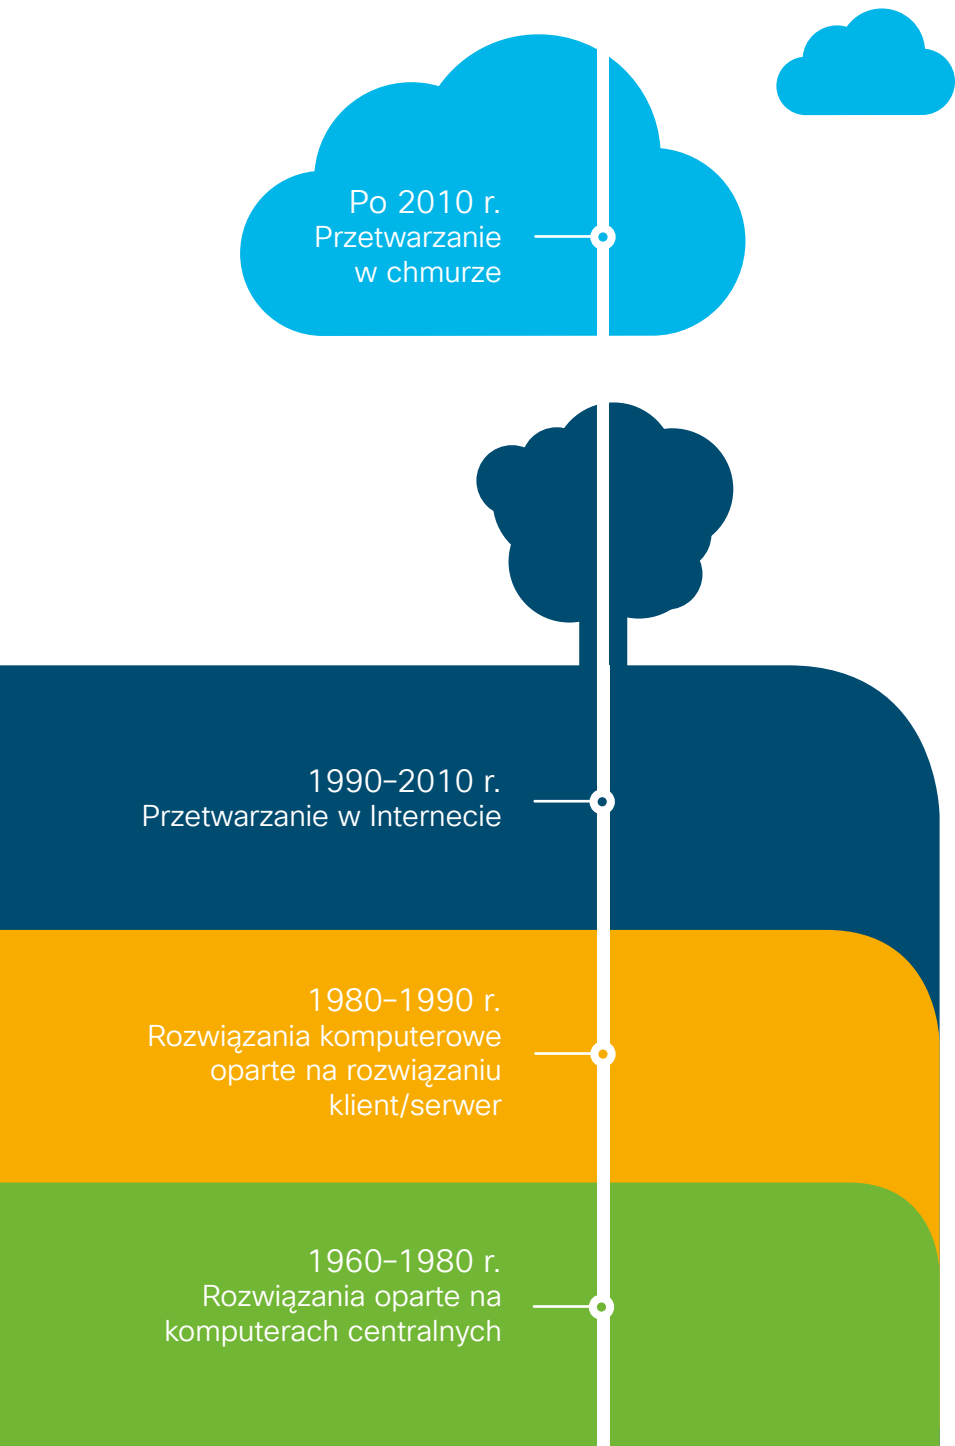 Po 2010 r.
Przetwarzanie
w chmurze
1990–2010 r.
Przetwarzanie w Internecie
1980–1990 r.
Rozwiązania komputerowe
oparte na rozwiązaniu
klient/serwer
1960–1980 r.
Rozwiązania oparte na
komputerach centralnych